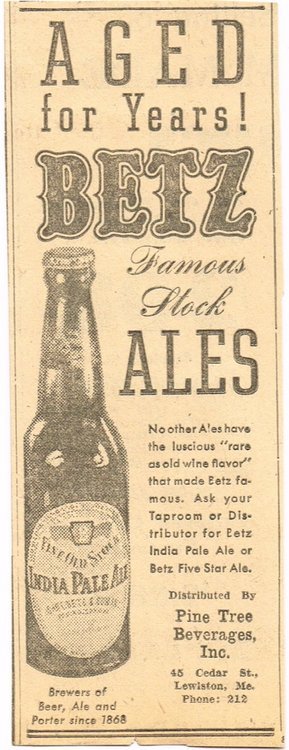 AGED
for Years!
BETZ
Famous
Stock
ALES
No other Ales have
the luscious "rare
as old wine flavor"
that made Betz fa-
mous. Ask your
Taproom or Dis-
tributor for Betz
India Pale Ale or
Betz Five Star Ale.
Distributed By
Pine Tree
Beverages,
Inc.
45 Cedar St.,
Lewiston, Me.
Phone: 212
FINE OLD STOCK
INDIA PALE ALE
Brewers of
Beer, Ale and
Porter since 1868